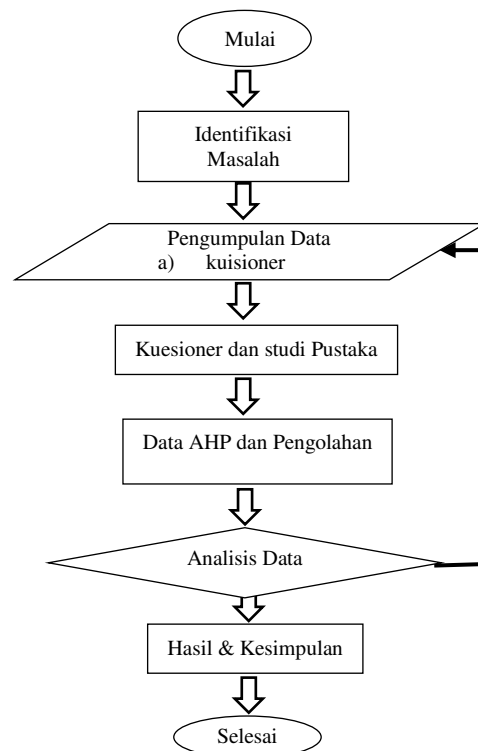 Mulai
Identifikasi
Masalah
Pengumpulan Data
a) kuisioner
Kuesioner dan studi Pustaka
Data AHP dan Pengolahan
Analisis Data
Hasil & Kesimpulan
Selesai